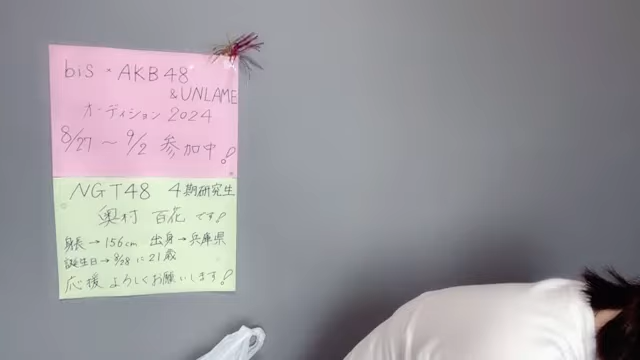 bis × AKB48
&UNLAME
オーディション 2024
8/27 〜 9/2 参加中!
NGT48 4期研究生
奥村 百花 です!
身長→156cm 出身→兵庫県
誕生日→8/28 に 21歳
応援 よろしくお願いします!